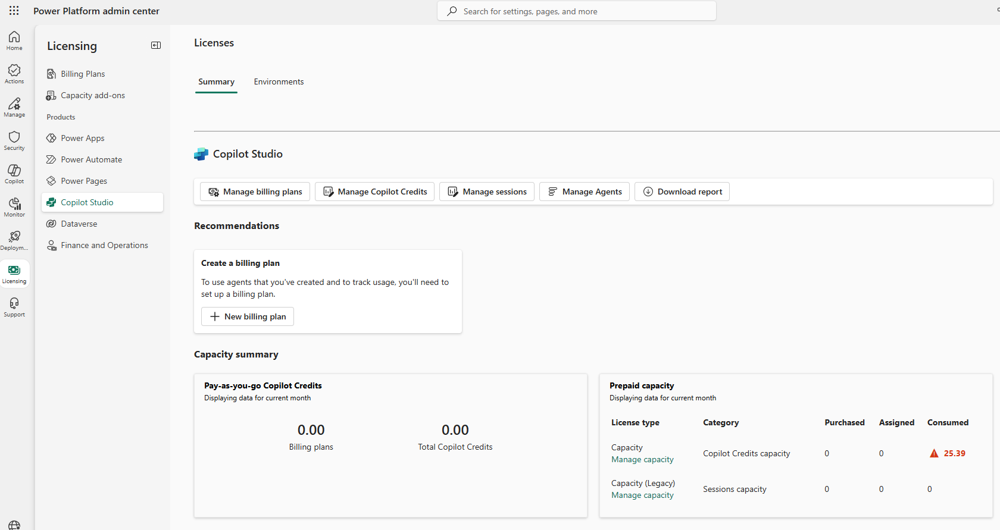 Power Platform admin center
Search for settings, pages, and more
Home
Actions
Manage
Security
Copilot
Monitor
Deploym...
Licensing
Support
Licensing
Billing Plans
Capacity add-ons
Products
Power Apps
Power Automate
Power Pages
Copilot Studio
Dataverse
Finance and Operations
Licenses
Summary Environments
Copilot Studio
Manage billing plans Manage Copilot Credits Manage sessions Manage Agents Download report
Recommendations
Create a billing plan
To use agents that you've created and to track usage, you'll need to
set up a billing plan.
New billing plan
Capacity summary
Pay-as-you-go Copilot Credits
Displaying data for current month
0.00 0.00
Billing plans Total Copilot Credits
Prepaid capacity
Displaying data for current month
License type Category Purchased Assigned Consumed
Capacity
Manage capacity
Copilot Credits capacity 0 0 25.39
Capacity (Legacy)
Manage capacity
Sessions capacity 0 0 0